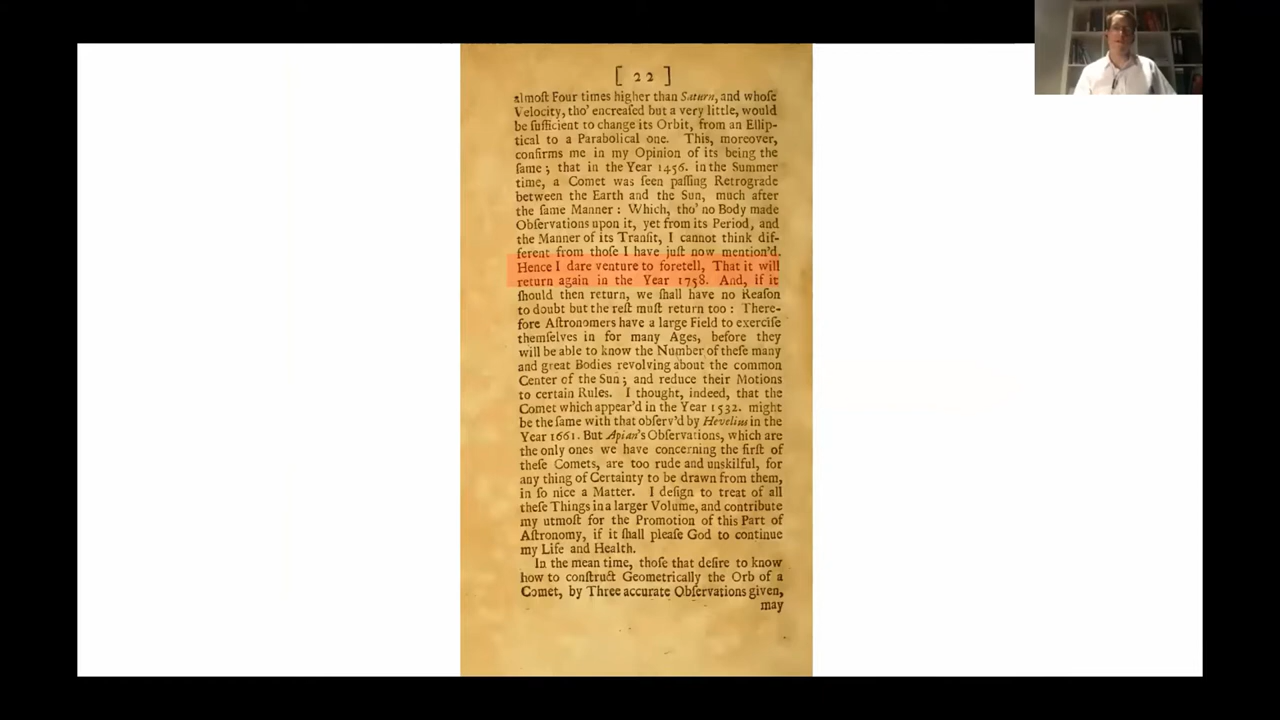 [ 22 ]
almoſt Four times higher than Saturn, and whoſe
Velocity, tho' encreaſed but a very little, would
be ſufficient to change its Orbit, from an Ellip-
tical to a Parabolical one. This, moreover,
confirms me in my Opinion of its being the
ſame; that in the Year 1456. in the Summer
time, a Comet was ſeen paſſing Retrograde
between the Earth and the Sun, much after
the ſame Manner: Which, tho' no Body made
Obſervations upon it, yet from its Period, and
the Manner of its Tranſit, I cannot think dif-
ferent from thoſe I have juſt now mention'd.
Hence I dare venture to foretell, That it will
return again in the Year 1758. And, if it
ſhould then return, we ſhall have no Reaſon
to doubt but the reſt muſt return too: There-
fore Aſtronomers have a large Field to exerciſe
themſelves in for many Ages, before they
will be able to know the Number of theſe many
and great Bodies revolving about the common
Center of the Sun; and reduce their Motions
to certain Rules. I thought, indeed, that the
Comet which appear'd in the Year 1532. might
be the ſame with that obſerv'd by Hevelius in the
Year 1661. But Apian's Obſervations, which are
the only ones we have concerning the firſt of
theſe Comets, are too rude and unskilful, for
any thing of Certainty to be drawn from them,
in ſo nice a Matter. I deſign to treat of all
theſe Things in a larger Volume, and contribute
my utmoſt for the Promotion of this Part of
Aſtronomy, if it ſhall pleaſe God to continue
my Life and Health.
In the mean time, thoſe that deſire to know
how to conſtruct Geometrically the Orb of a
Comet, by Three accurate Obſervations given,
may